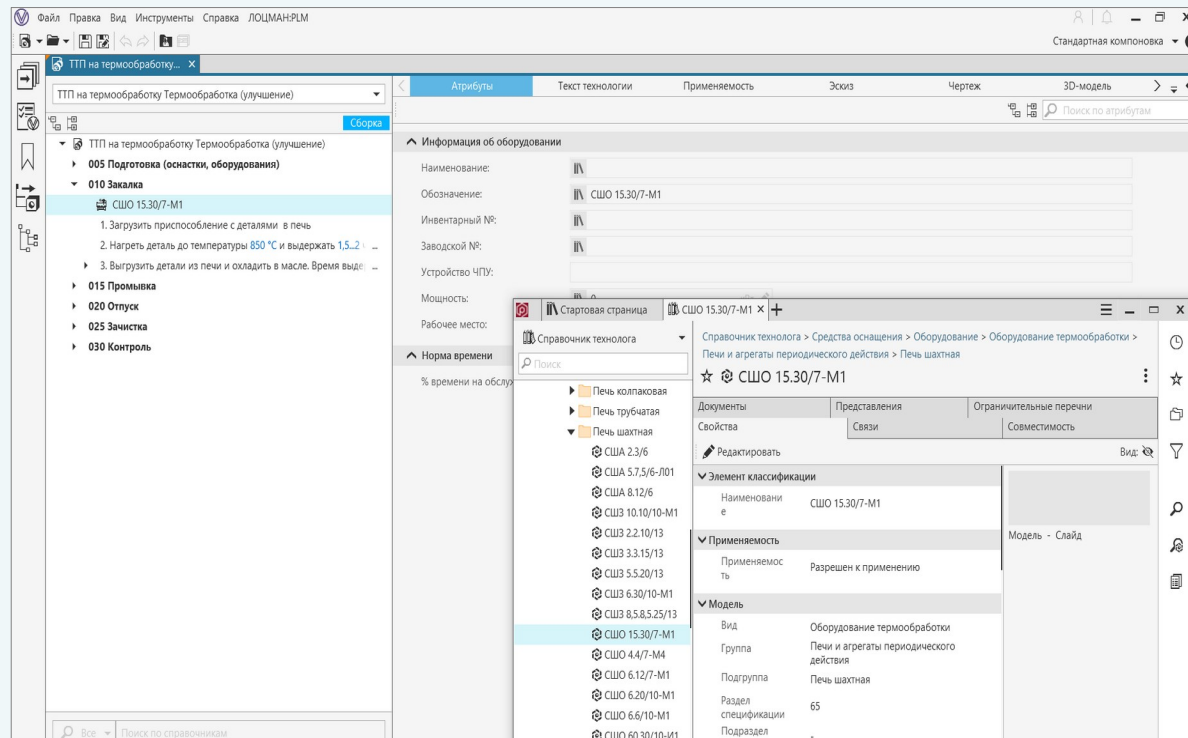 Файл Правка Вид Инструменты Справка ЛОЦМАН:PLM
Стандартная компоновка
ТТП на термообработку...
ТТП на термообработку Термообработка (улучшение)
Сборка
ТТП на термообработку Термообработка (улучшение)
005 Подготовка (оснастки, оборудования)
010 Закалка
СШО 15.30/7-М1
1. Загрузить приспособление с деталями в печь
2. Нагреть деталь до температуры 850 °C и выдержать 1,5...2 ...
3. Выгрузить детали из печи и охладить в масле. Время ...
015 Промывка
020 Отпуск
025 Зачистка
030 Контроль
Все Поиск по справочникам
Атрибуты Текст технологии Применяемость Эскиз Чертеж 3D-модель
Поиск по атрибутам
Информация об оборудовании
Наименование:
Обозначение: СШО 15.30/7-М1
Инвентарный №:
Заводской №:
Устройство ЧПУ:
Мощность:
Рабочее место:
Норма времени
% времени на
Стартовая страница СШО 15.30/7-М1
Справочник технолога
Поиск
Печь колпаковая
Печь трубчатая
Печь шахтная
США 2.3/6
США 5.7,5/6-Л01
США 8.12/6
СШЗ 10.10/10-М1
СШЗ 2.2.10/13
СШЗ 3.3.15/13
СШЗ 5.5.20/13
СШЗ 6.30/10-М1
СШЗ 8,5.8,5.25/13
СШО 15.30/7-М1
СШО 4.4/7-М4
СШО 6.12/7-М1
СШО 6.20/10-М1
СШО 6.6/10-М1
СШО 60.30/10-И1
Справочник технолога > Средства оснащения > Оборудование > Оборудование термообработки >
Печи и агрегаты периодического действия > Печь шахтная
СШО 15.30/7-М1
Документы Представления Ограничительные перечни
Свойства Связи Совместимость
Редактировать Вид:
Элемент классификации
Наименовани
е
СШО 15.30/7-М1
Применяемость
Применяемос
ть
Разрешен к применению
Модель
Вид Оборудование термообработки
Группа Печи и агрегаты периодического
действия
Подгруппа Печь шахтная
Раздел
спецификации
65
Подраздел
Модель - Слайд